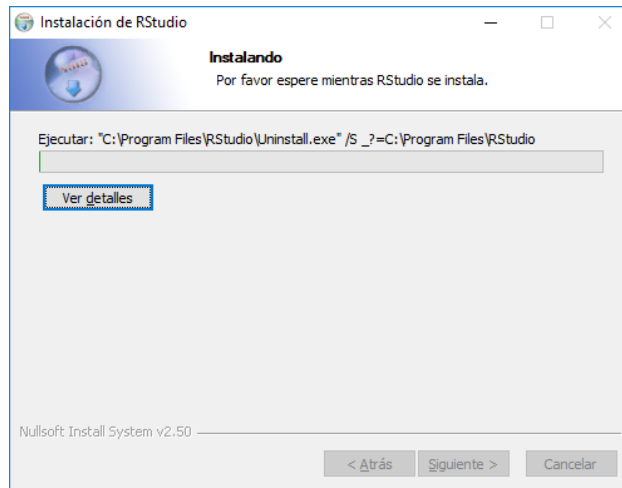 Instalación de RStudio
Instalando
Por favor espere mientras RStudio se instala.
Ejecutar: "C:\Program Files\RStudio\Uninstall.exe" /S _?=C:\Program Files\RStudio
Ver detalles
Nullsoft Install System v2.50
< Atrás
Siguiente >
Cancelar